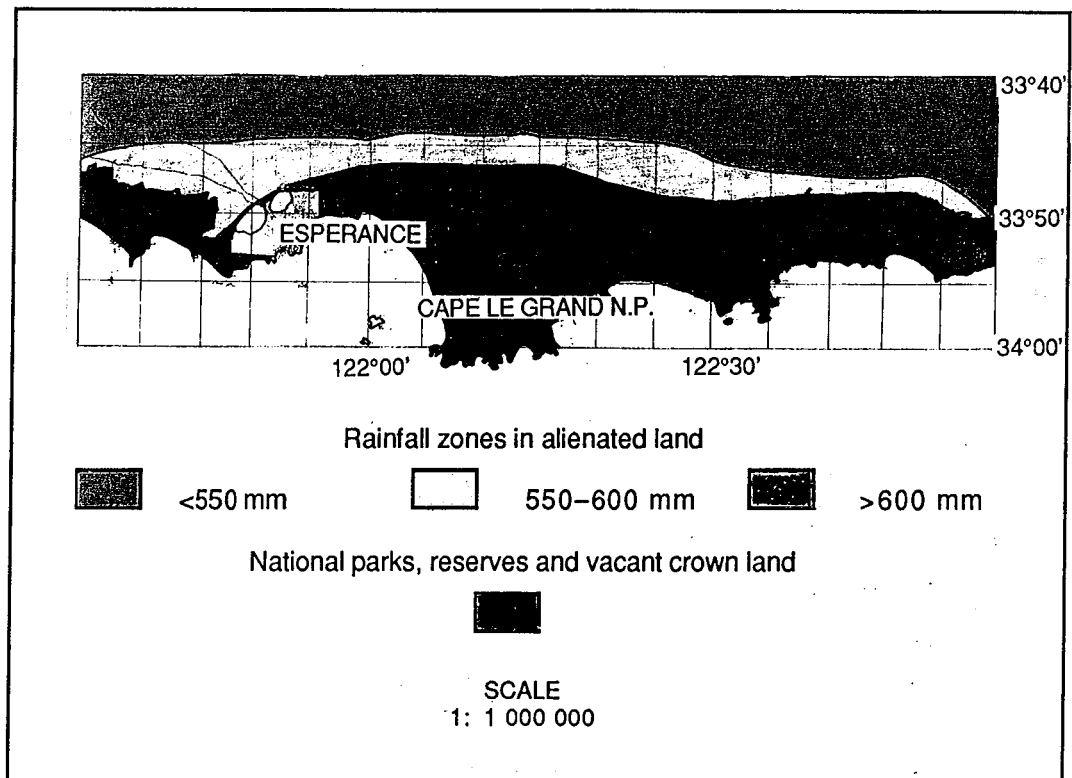 33°40'
33°50'
ESPERANCE
CAPE LE GRAND N.P.
34°00'
122°00' 122°30'
Rainfall zones in alienated land
<550 mm 550–600 mm >600 mm
National parks, reserves and vacant crown land
SCALE
1: 1 000 000